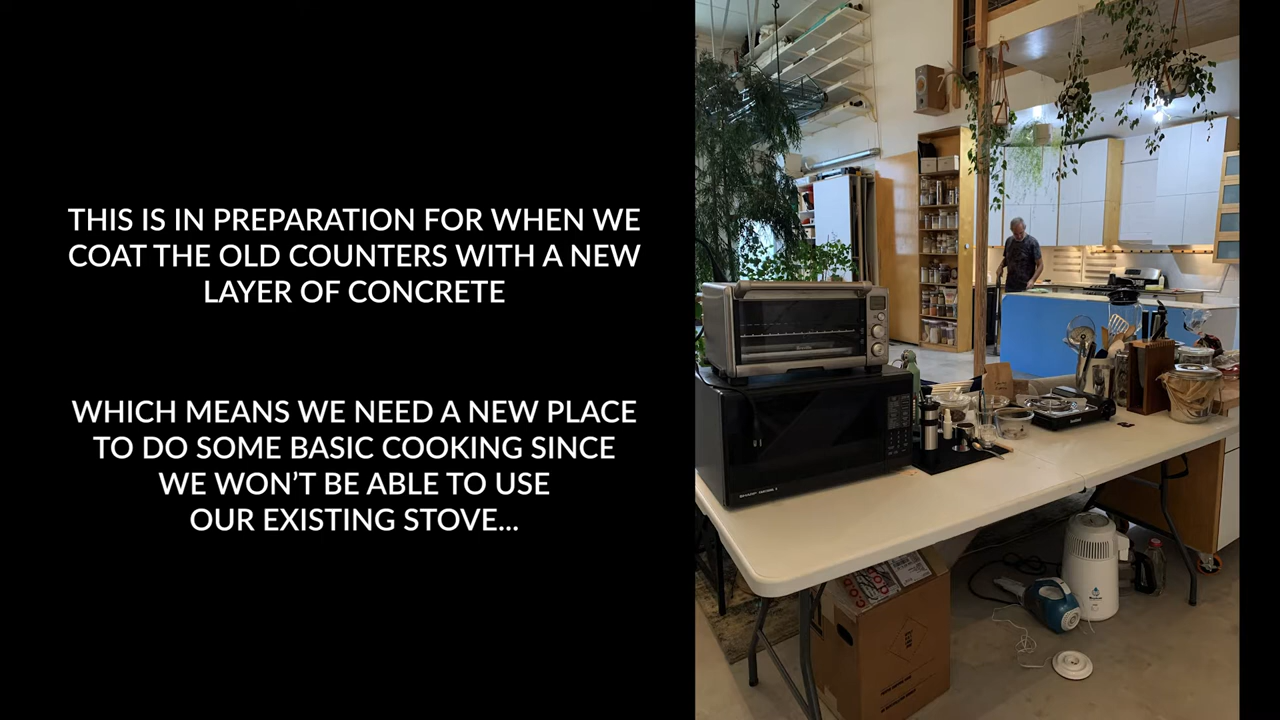 THIS IS IN PREPARATION FOR WHEN WE
COAT THE OLD COUNTERS WITH A NEW
LAYER OF CONCRETE
WHICH MEANS WE NEED A NEW PLACE
TO DO SOME BASIC COOKING SINCE
WE WON'T BE ABLE TO USE
OUR EXISTING STOVE...